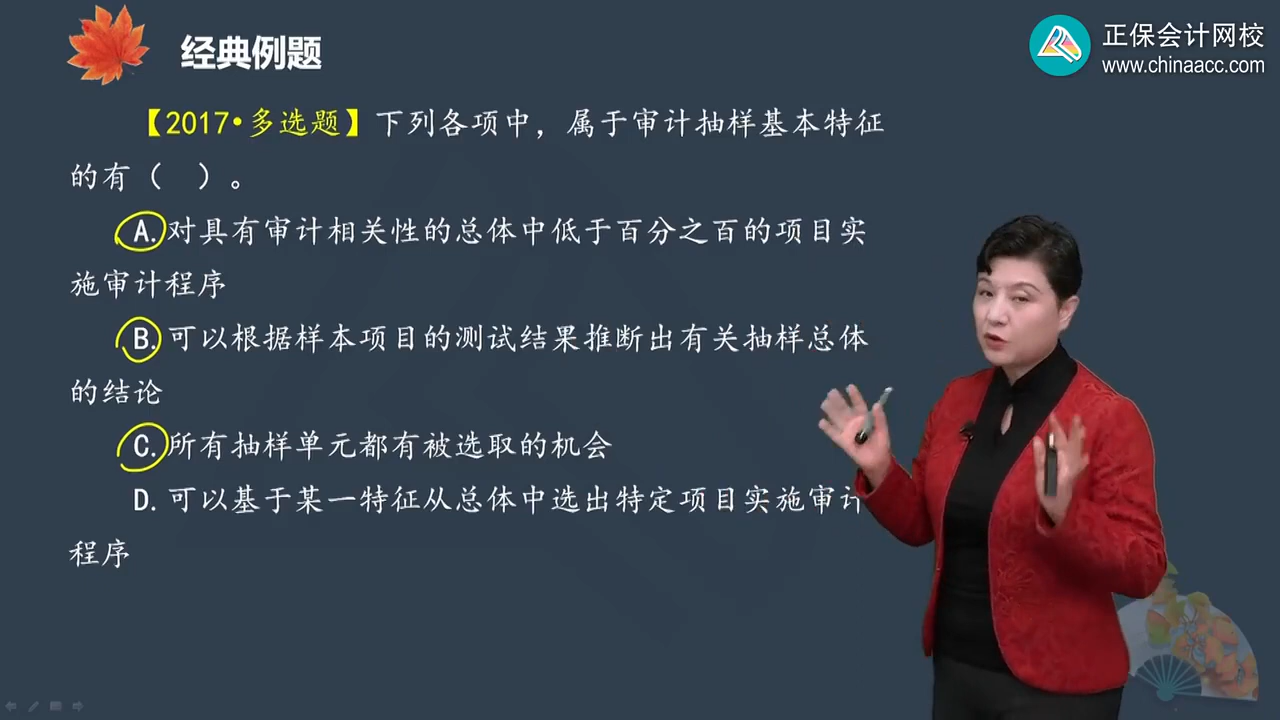 经典例题
正保会计网校
www.chinaacc.com
【2017•多选题】下列各项中，属于审计抽样基本特征
的有（　）。
A.对具有审计相关性的总体中低于百分之百的项目实
施审计程序
B.可以根据样本项目的测试结果推断出有关抽样总体
的结论
C.所有抽样单元都有被选取的机会
D.可以基于某一特征从总体中选出特定项目实施审计
程序